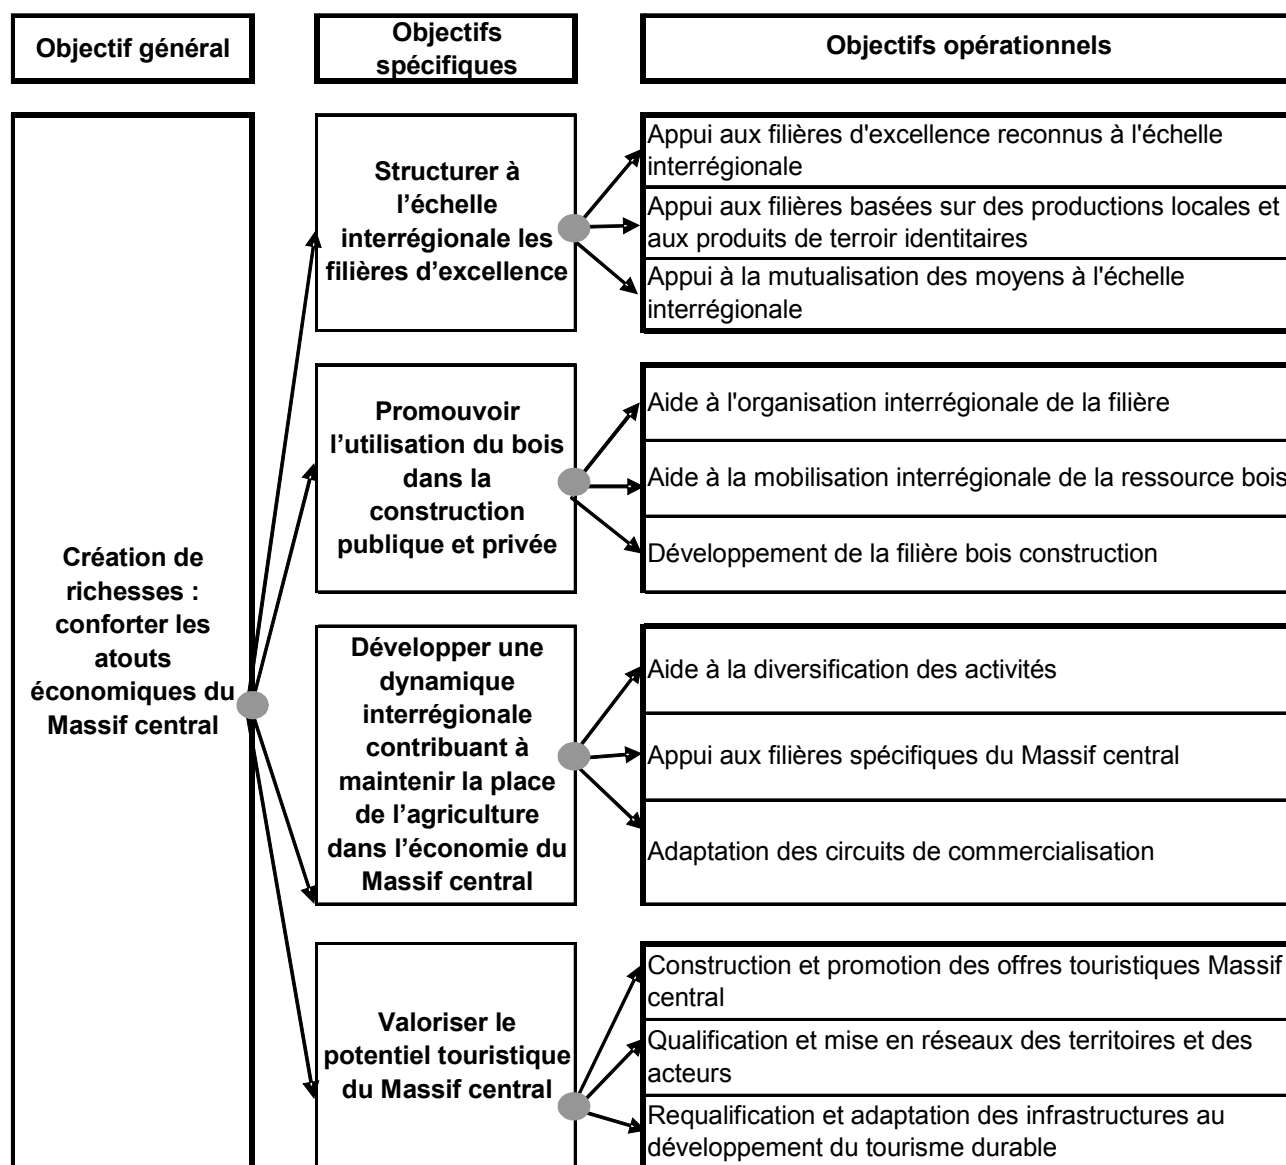 Objectif général
Objectifs
spécifiques
Objectifs opérationnels
Création de
richesses :
conforter les
atouts
économiques du
Massif central
Structurer à
l’échelle
interrégionale les
filières d’excellence
Appui aux filières d'excellence reconnus à l'échelle
interrégionale
Appui aux filières basées sur des productions locales et
aux produits de terroir identitaires
Appui à la mutualisation des moyens à l'échelle
interrégionale
Promouvoir
l’utilisation du bois
dans la
construction
publique et privée
Aide à l'organisation interrégionale de la filière
Aide à la mobilisation interrégionale de la ressource bois
Développement de la filière bois construction
Développer une
dynamique
interrégionale
contribuant à
maintenir la place
de l’agriculture
dans l’économie du
Massif central
Aide à la diversification des activités
Appui aux filières spécifiques du Massif central
Adaptation des circuits de commercialisation
Valoriser le
potentiel touristique
du Massif central
Construction et promotion des offres touristiques Massif
central
Qualification et mise en réseaux des territoires et des
acteurs
Requalification et adaptation des infrastructures au
développement du tourisme durable